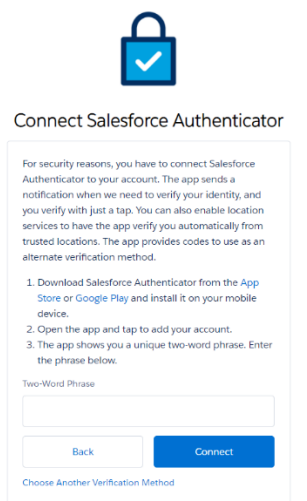 Connect Salesforce Authenticator
For security reasons, you have to connect Salesforce
Authenticator to your account. The app sends a
notification when we need to verify your identity, and
you verify with just a tap. You can also enable location
services to have the app verify you automatically from
trusted locations. The app provides codes to use as an
alternate verification method.
1. Download Salesforce Authenticator from the App
Store or Google Play and install it on your mobile
device.
2. Open the app and tap to add your account.
3. The app shows you a unique two-word phrase. Enter
the phrase below.
Two-Word Phrase
Back Connect
Choose Another Verification Method